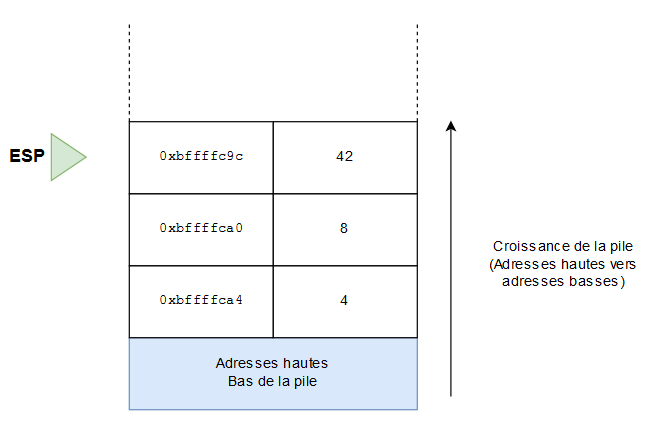 ESP
0xbffffc9c 42
0xbffffca0 8
0xbffffca4 4
Adresses hautes
Bas de la pile
Croissance de la pile
(Adresses hautes vers
adresses basses)